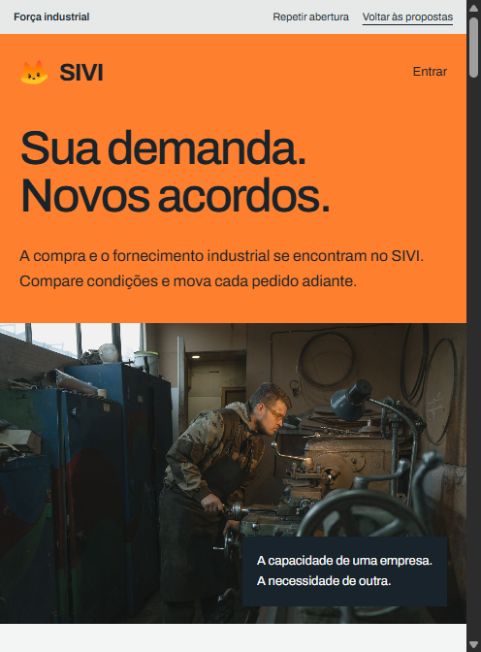 Força industrial
Repetir abertura
Voltar às propostas
SIVI
Entrar
Sua demanda.
Novos acordos.
A compra e o fornecimento industrial se encontram no SIVI.
Compare condições e mova cada pedido adiante.
A capacidade de uma empresa.
A necessidade de outra.